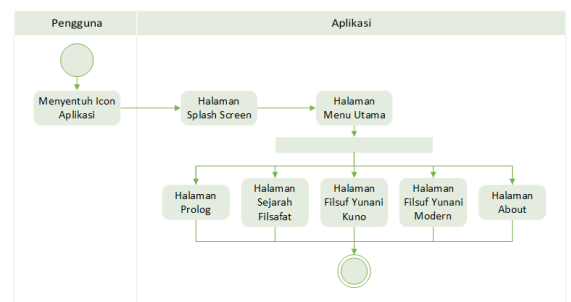 Pengguna
Aplikasi
Menyentuh Icon
Aplikasi
Halaman
Splash Screen
Halaman
Menu Utama
Halaman
Prolog
Halaman
Sejarah
Filsafat
Halaman
Filsuf Yunani
Kuno
Halaman
Filsuf Yunani
Modern
Halaman
About